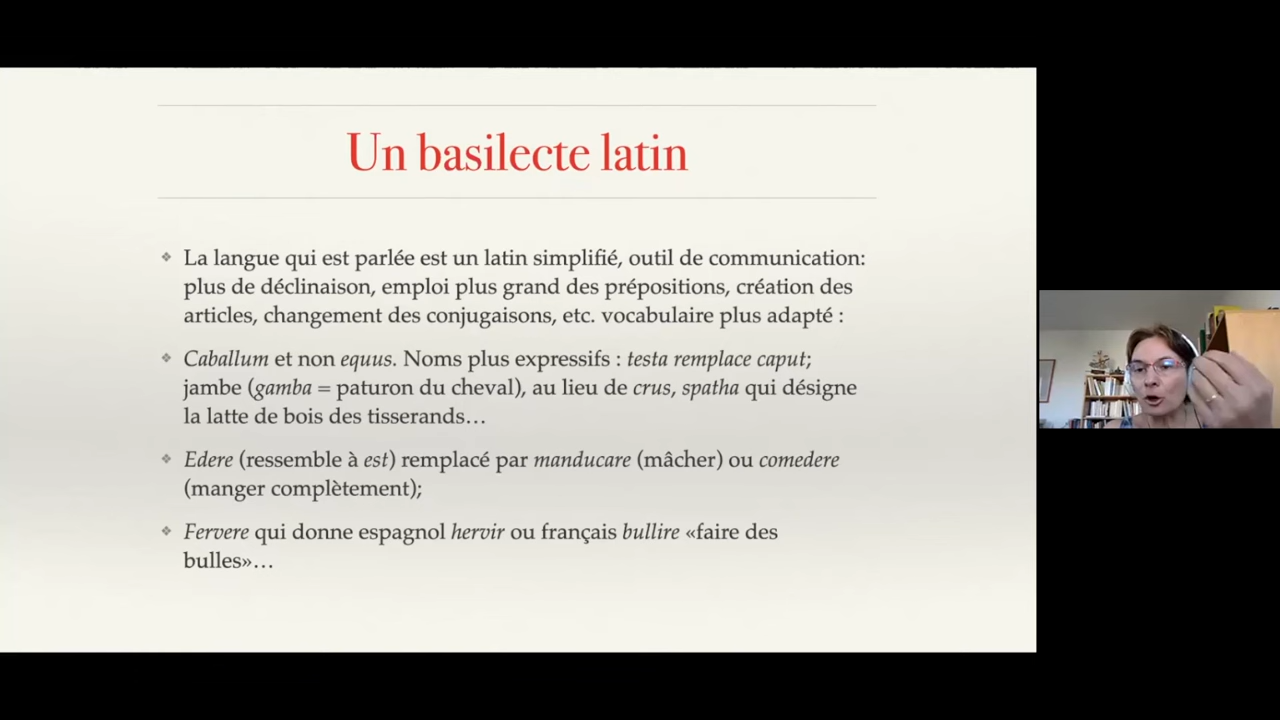 Un basilecte latin
La langue qui est parlée est un latin simplifié, outil de communication:
plus de déclinaison, emploi plus grand des prépositions, création des
articles, changement des conjugaisons, etc. vocabulaire plus adapté :
Caballum et non equus. Noms plus expressifs : testa remplace caput;
jambe (gamba = paturon du cheval), au lieu de crus, spatha qui désigne
la latte de bois des tisserands…
Edere (ressemble à est) remplacé par manducare (mâcher) ou comedere
(manger complètement);
Fervere qui donne espagnol hervir ou français bullire «faire des
bulles»…